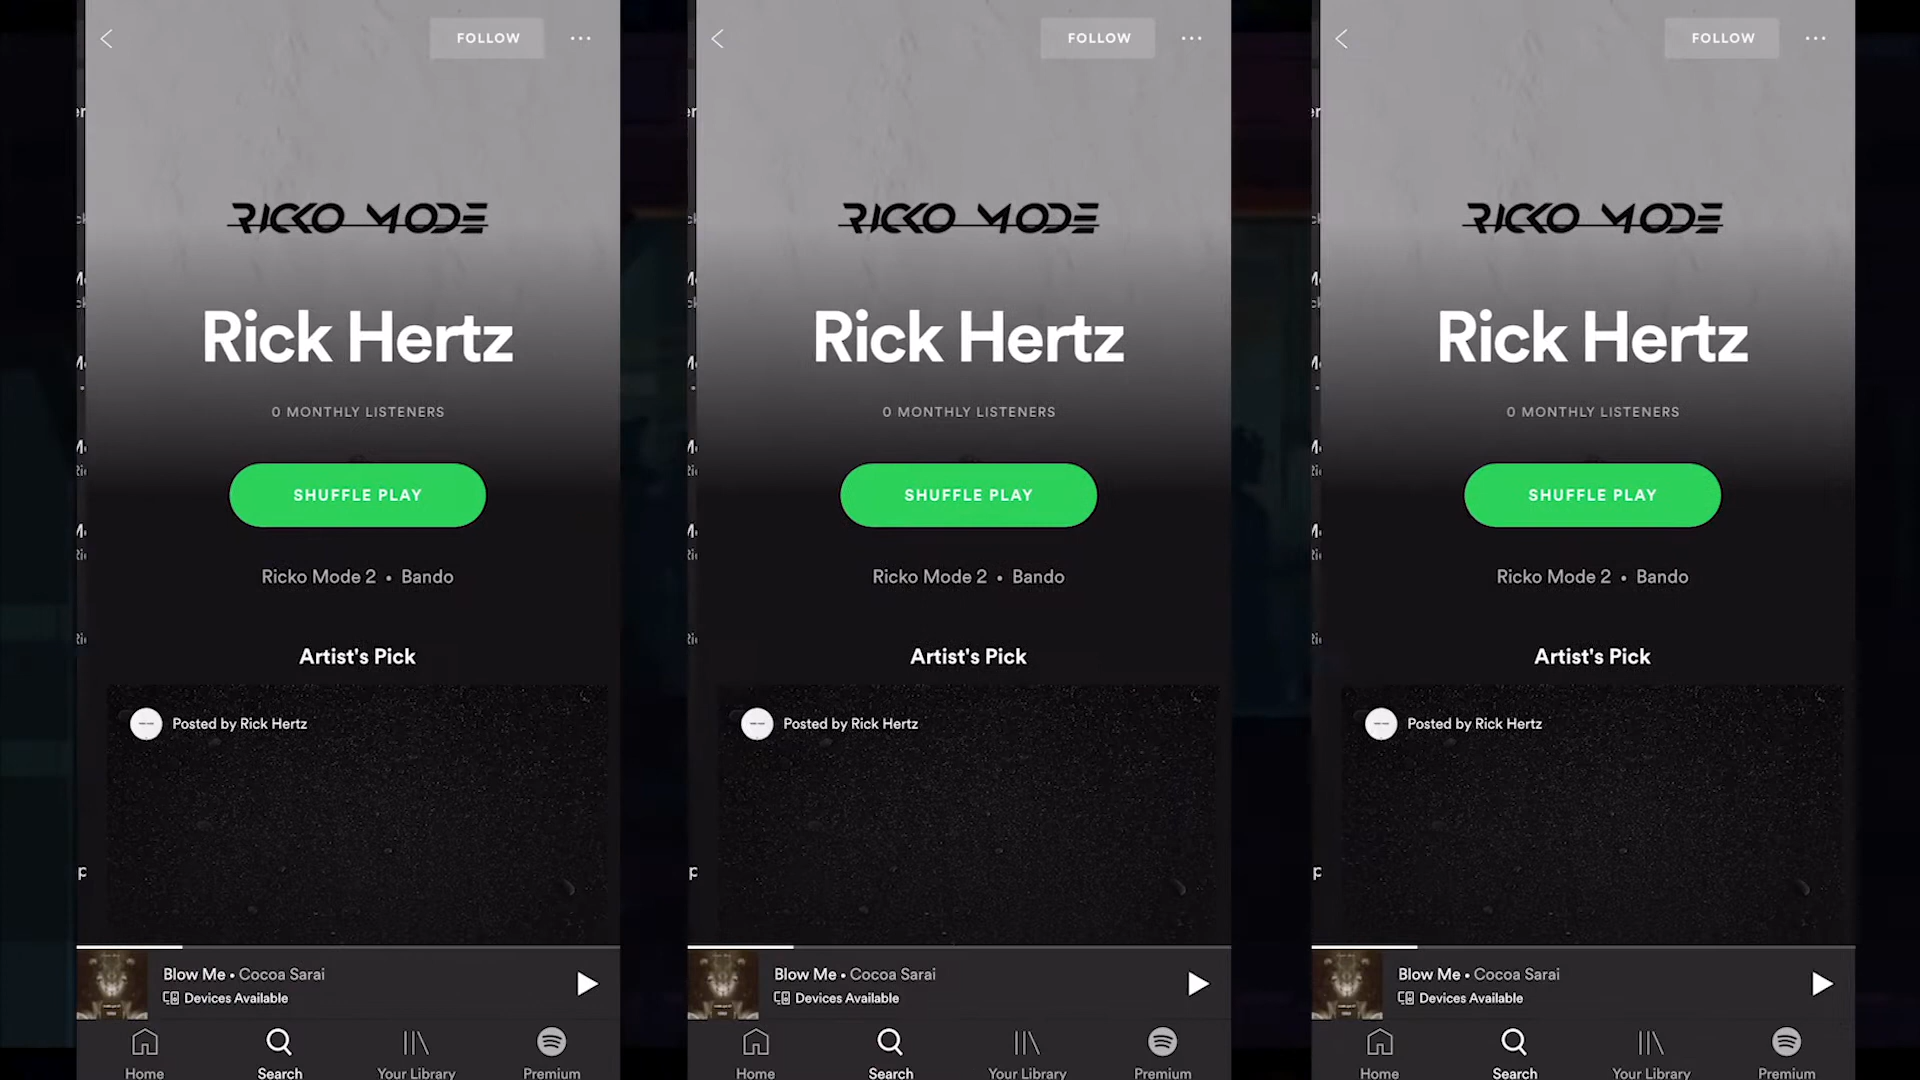 FOLLOW
RICKO MODE
Rick Hertz
0 MONTHLY LISTENERS
SHUFFLE PLAY
Ricko Mode 2 • Bando
Artist's Pick
Posted by Rick Hertz
Blow Me • Cocoa Sarai
Devices Available
Home Search Your Library Premium
FOLLOW
RICKO MODE
Rick Hertz
0 MONTHLY LISTENERS
SHUFFLE PLAY
Ricko Mode 2 • Bando
Artist's Pick
Posted by Rick Hertz
Blow Me • Cocoa Sarai
Devices Available
Home Search Your Library Premium
FOLLOW
RICKO MODE
Rick Hertz
0 MONTHLY LISTENERS
SHUFFLE PLAY
Ricko Mode 2 • Bando
Artist's Pick
Posted by Rick Hertz
Blow Me • Cocoa Sarai
Devices Available
Home Search Your Library Premium